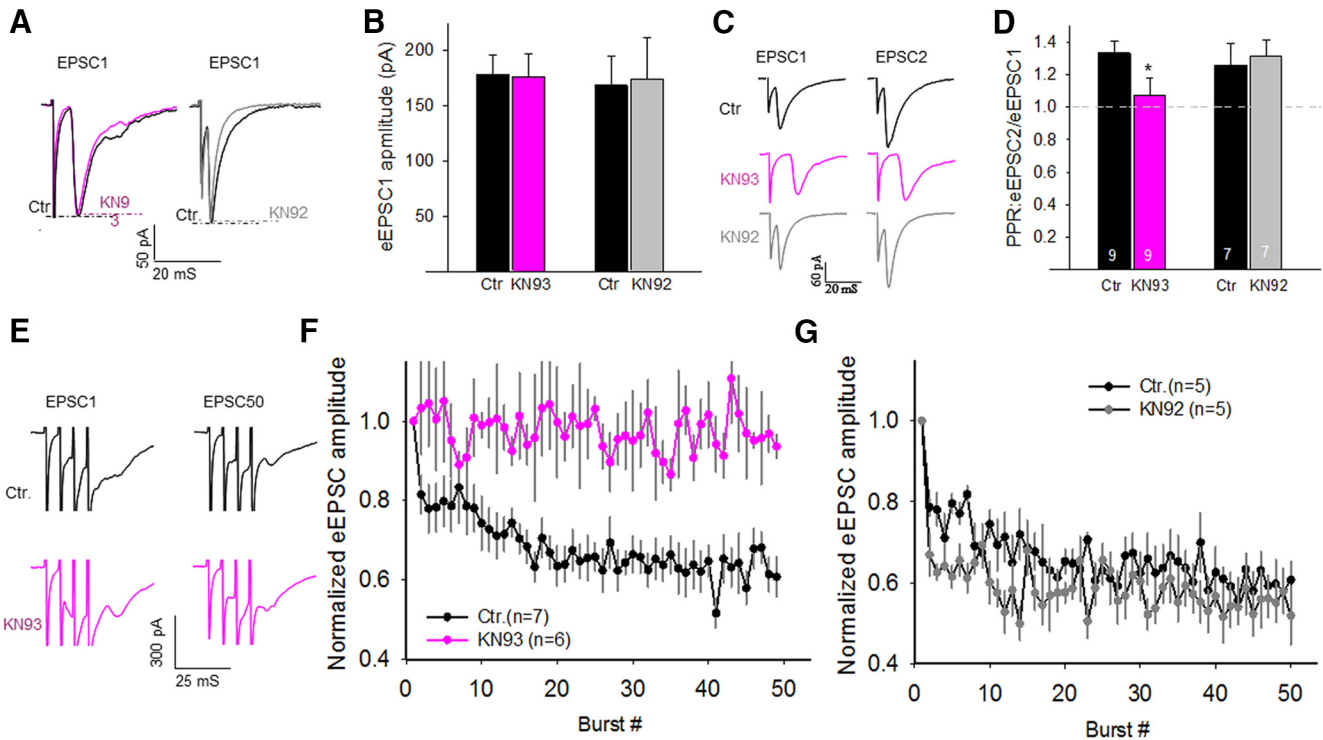 A
EPSC1
EPSC1
Ctr
KN9
3
Ctr
KN92
50 pA
20 mS
B
eEPSC1 apmlitude (pA)
200
150
100
50
Ctr KN93
Ctr KN92
C
EPSC1
EPSC2
Ctr
KN93
KN92
60 pA
20 mS
D
PPR:eEPSC2/eEPSC1
1.4
1.2
1.0
0.8
0.6
0.4
0.2
*
9
9
7
7
Ctr KN93
Ctr KN92
E
EPSC1
EPSC50
Ctr.
KN93
300 pA
25 mS
F
Normalized eEPSC amplitude
1.0
0.8
0.6
0.4
Ctr.(n=7)
KN93 (n=6)
0 10 20 30 40 50
Burst #
G
Normalized eEPSC amplitude
1.0
0.8
0.6
0.4
Ctr.(n=5)
KN92 (n=5)
0 10 20 30 40 50
Burst #